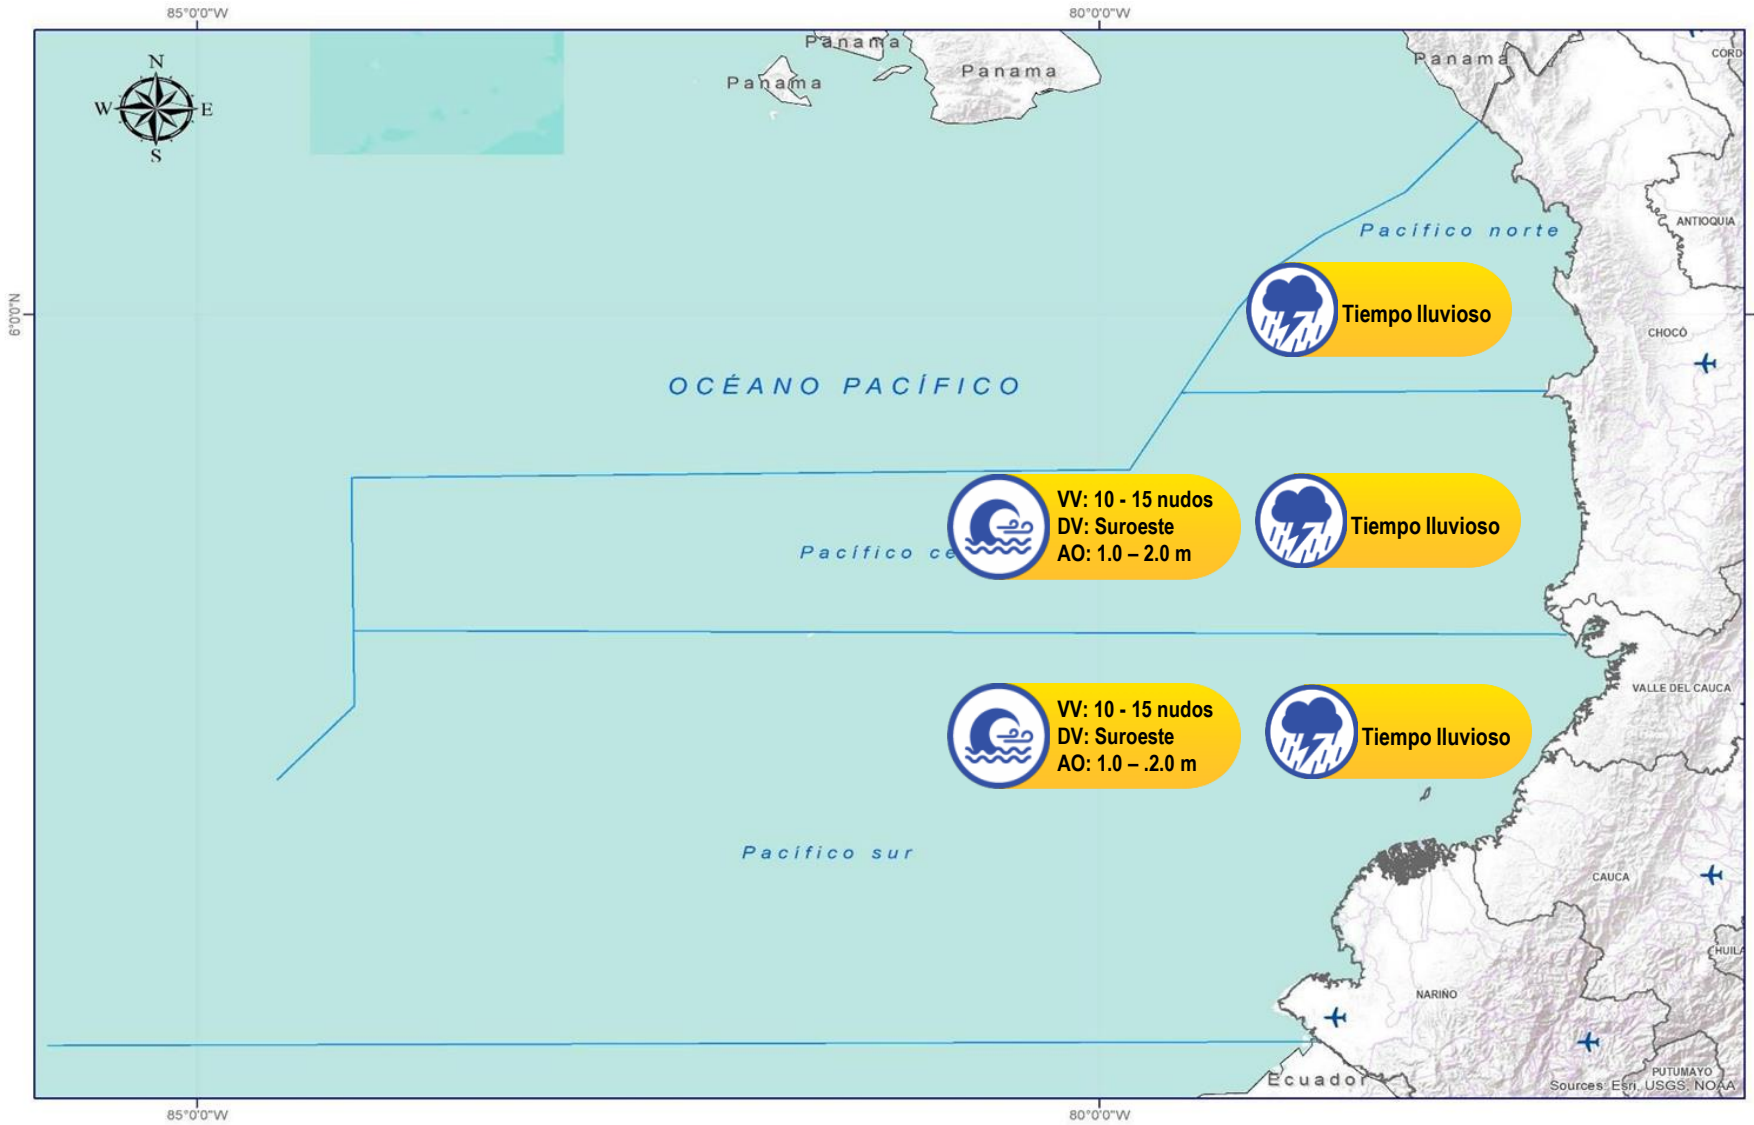 85°0'0"W
80°0'0"W
Panama
Panama
Panama
Panama
N
W
E
S
CÓRD
ANTIOQUIA
Pacífico norte
6°0'0"N
Tiempo lluvioso
CHOCÓ
OCÉANO PACÍFICO
VV: 10 - 15 nudos
DV: Suroeste
AO: 1.0 – 2.0 m
Tiempo lluvioso
Pacífico ce
VALLE DEL CAUCA
VV: 10 - 15 nudos
DV: Suroeste
AO: 1.0 – .2.0 m
Tiempo lluvioso
Pacífico sur
CAUCA
HUILA
NARIÑO
PUTUMAYO
Ecuador
Sources: Esri, USGS, NOAA
85°0'0"W
80°0'0"W